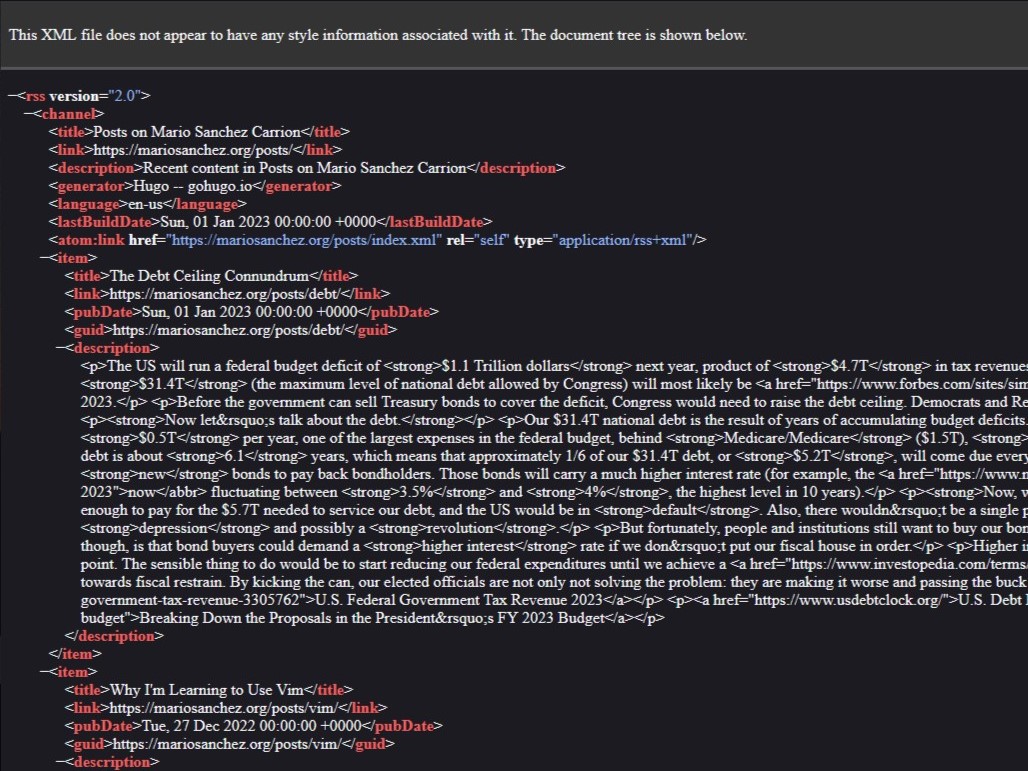 This XML file does not appear to have any style information associated with it. The document tree is shown below.
—<rss version="2.0">
—<channel>
<title>Posts on Mario Sanchez Carrion</title>
<link>https://mariosanchez.org/posts/</link>
<description>Recent content in Posts on Mario Sanchez Carrion</description>
<generator>Hugo -- gohugo.io</generator>
<language>en-us</language>
<lastBuildDate>Sun, 01 Jan 2023 00:00:00 +0000</lastBuildDate>
<atom:link href="https://mariosanchez.org/posts/index.xml" rel="self" type="application/rss+xml"/>
—<item>
<title>The Debt Ceiling Conundrum</title>
<link>https://mariosanchez.org/posts/debt/</link>
<pubDate>Sun, 01 Jan 2023 00:00:00 +0000</pubDate>
<guid>https://mariosanchez.org/posts/debt/</guid>
—<description>
<p>The US will run a federal budget deficit of <strong>$1.1 Trillion dollars</strong> next year, product of <strong>$4.7T</strong> in tax revenues
<strong>$31.4T</strong> (the maximum level of national debt allowed by Congress) will most likely be <a href="https://www.forbes.com/sites/sim
2023.</p> <p>Before the government can sell Treasury bonds to cover the deficit, Congress would need to raise the debt ceiling. Democrats and Re
<p><strong>Now let&rsquo;s talk about the debt.</strong></p> <p>Our $31.4T national debt is the result of years of accumulating budget deficits.
<strong>$0.5T</strong> per year, one of the largest expenses in the federal budget, behind <strong>Medicare/Medicare</strong> ($1.5T), <strong>
debt is about <strong>6.1</strong> years, which means that approximately 1/6 of our $31.4T debt, or <strong>$5.2T</strong>, will come due every
<strong>new</strong> bonds to pay back bondholders. Those bonds will carry a much higher interest rate (for example, the <a href="https://www.n
2023">now</abbr> fluctuating between <strong>3.5%</strong> and <strong>4%</strong>, the highest level in 10 years).</p> <p><strong>Now, w
enough to pay for the $5.7T needed to service our debt, and the US would be in <strong>default</strong>. Also, there wouldn&rsquo;t be a single p
<strong>depression</strong> and possibly a <strong>revolution</strong>.</p> <p>But fortunately, people and institutions still want to buy our bon
though, is that bond buyers could demand a <strong>higher interest</strong> rate if we don&rsquo;t put our fiscal house in order.</p> <p>Higher in
point. The sensible thing to do would be to start reducing our federal expenditures until we achieve a <a href="https://www.investopedia.com/terms/
towards fiscal restrain. By kicking the can, our elected officials are not only not solving the problem: they are making it worse and passing the buck
government-tax-revenue-3305762">U.S. Federal Government Tax Revenue 2023</a></p> <p><a href="https://www.usdebtclock.org/">U.S. Debt
budget">Breaking Down the Proposals in the President&rsquo;s FY 2023 Budget</a></p>
</description>
</item>
—<item>
<title>Why I'm Learning to Use Vim</title>
<link>https://mariosanchez.org/posts/vim/</link>
<pubDate>Tue, 27 Dec 2022 00:00:00 +0000</pubDate>
<guid>https://mariosanchez.org/posts/vim/</guid>
—<description>